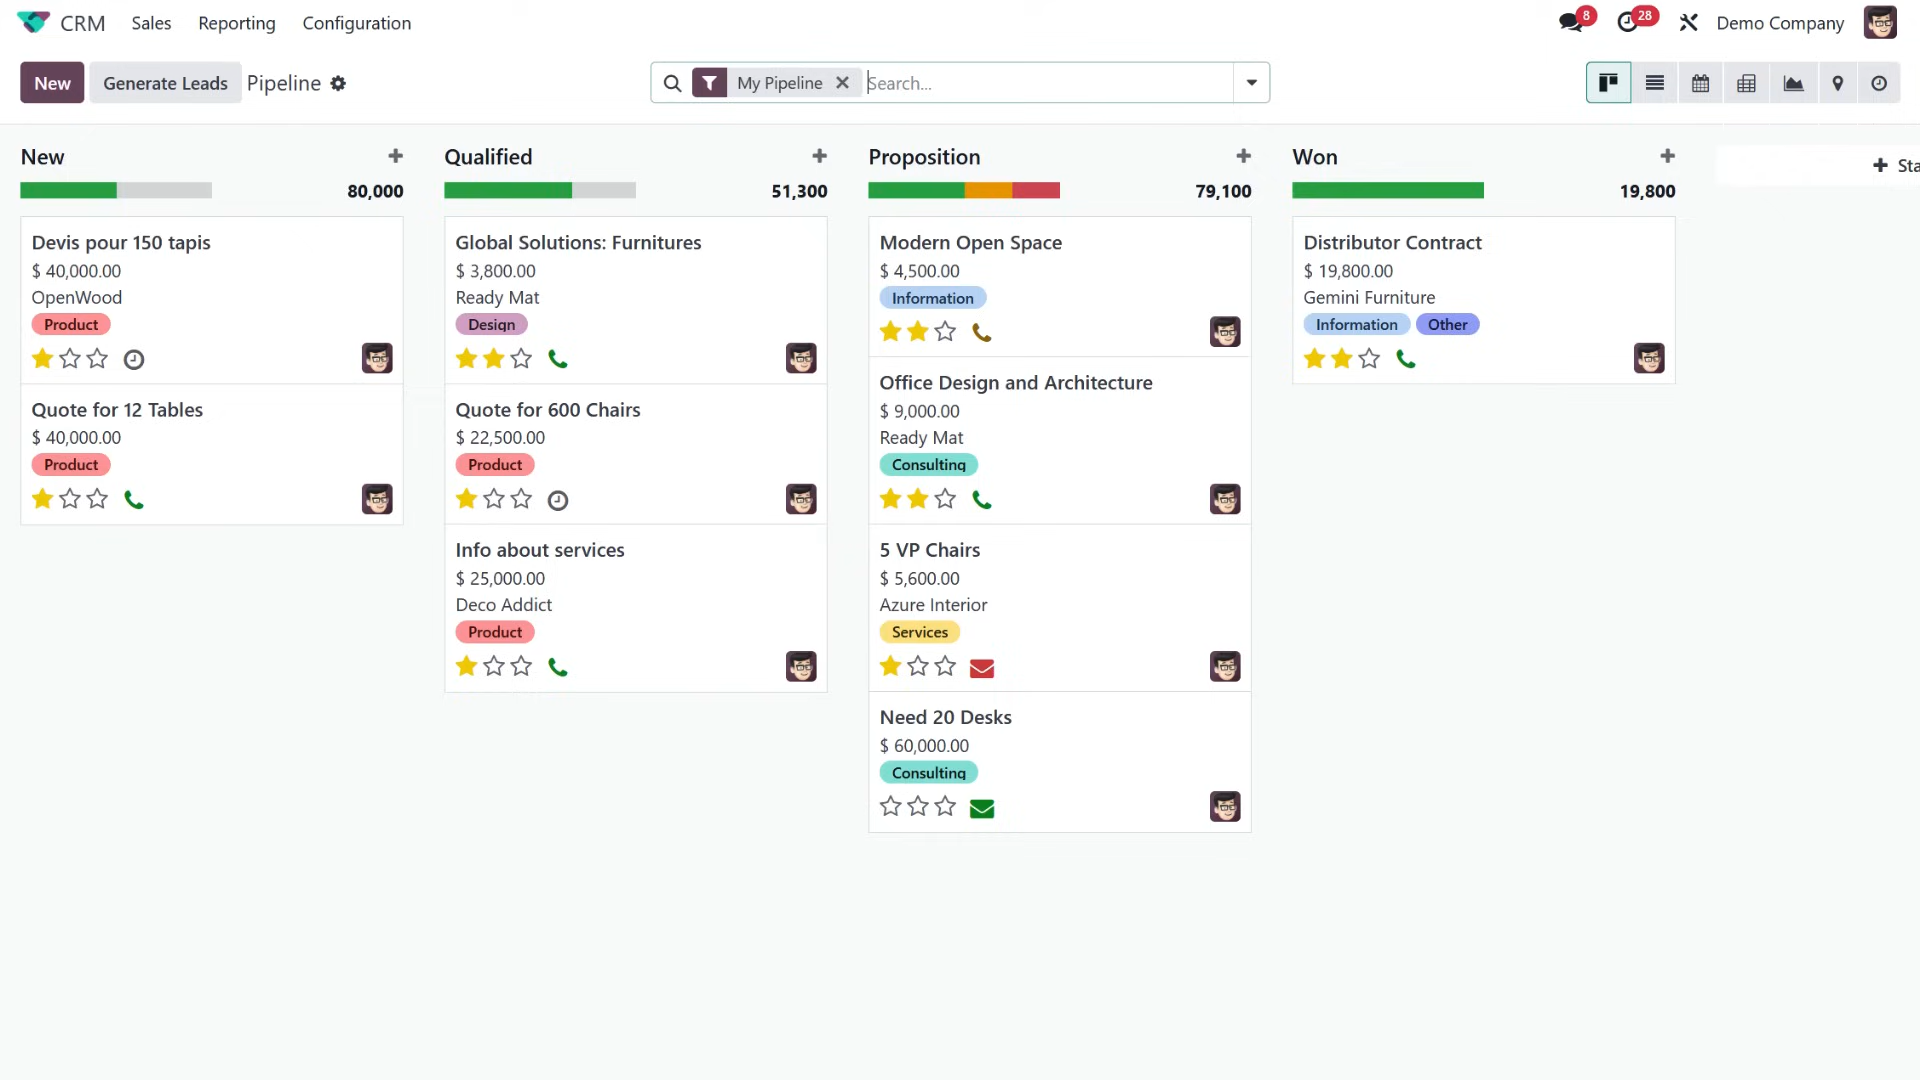 CRM Sales Reporting Configuration 8 28 Demo Company
New Generate Leads Pipeline My Pipeline Search...
New 80,000
Devis pour 150 tapis
$ 40,000.00
OpenWood
Product
Quote for 12 Tables
$ 40,000.00
Product
Qualified 51,300
Global Solutions: Furnitures
$ 3,800.00
Ready Mat
Design
Quote for 600 Chairs
$ 22,500.00
Product
Info about services
$ 25,000.00
Deco Addict
Product
Proposition 79,100
Modern Open Space
$ 4,500.00
Information
Office Design and Architecture
$ 9,000.00
Ready Mat
Consulting
5 VP Chairs
$ 5,600.00
Azure Interior
Services
Need 20 Desks
$ 60,000.00
Consulting
Won 19,800
Distributor Contract
$ 19,800.00
Gemini Furniture
Information Other
Sta